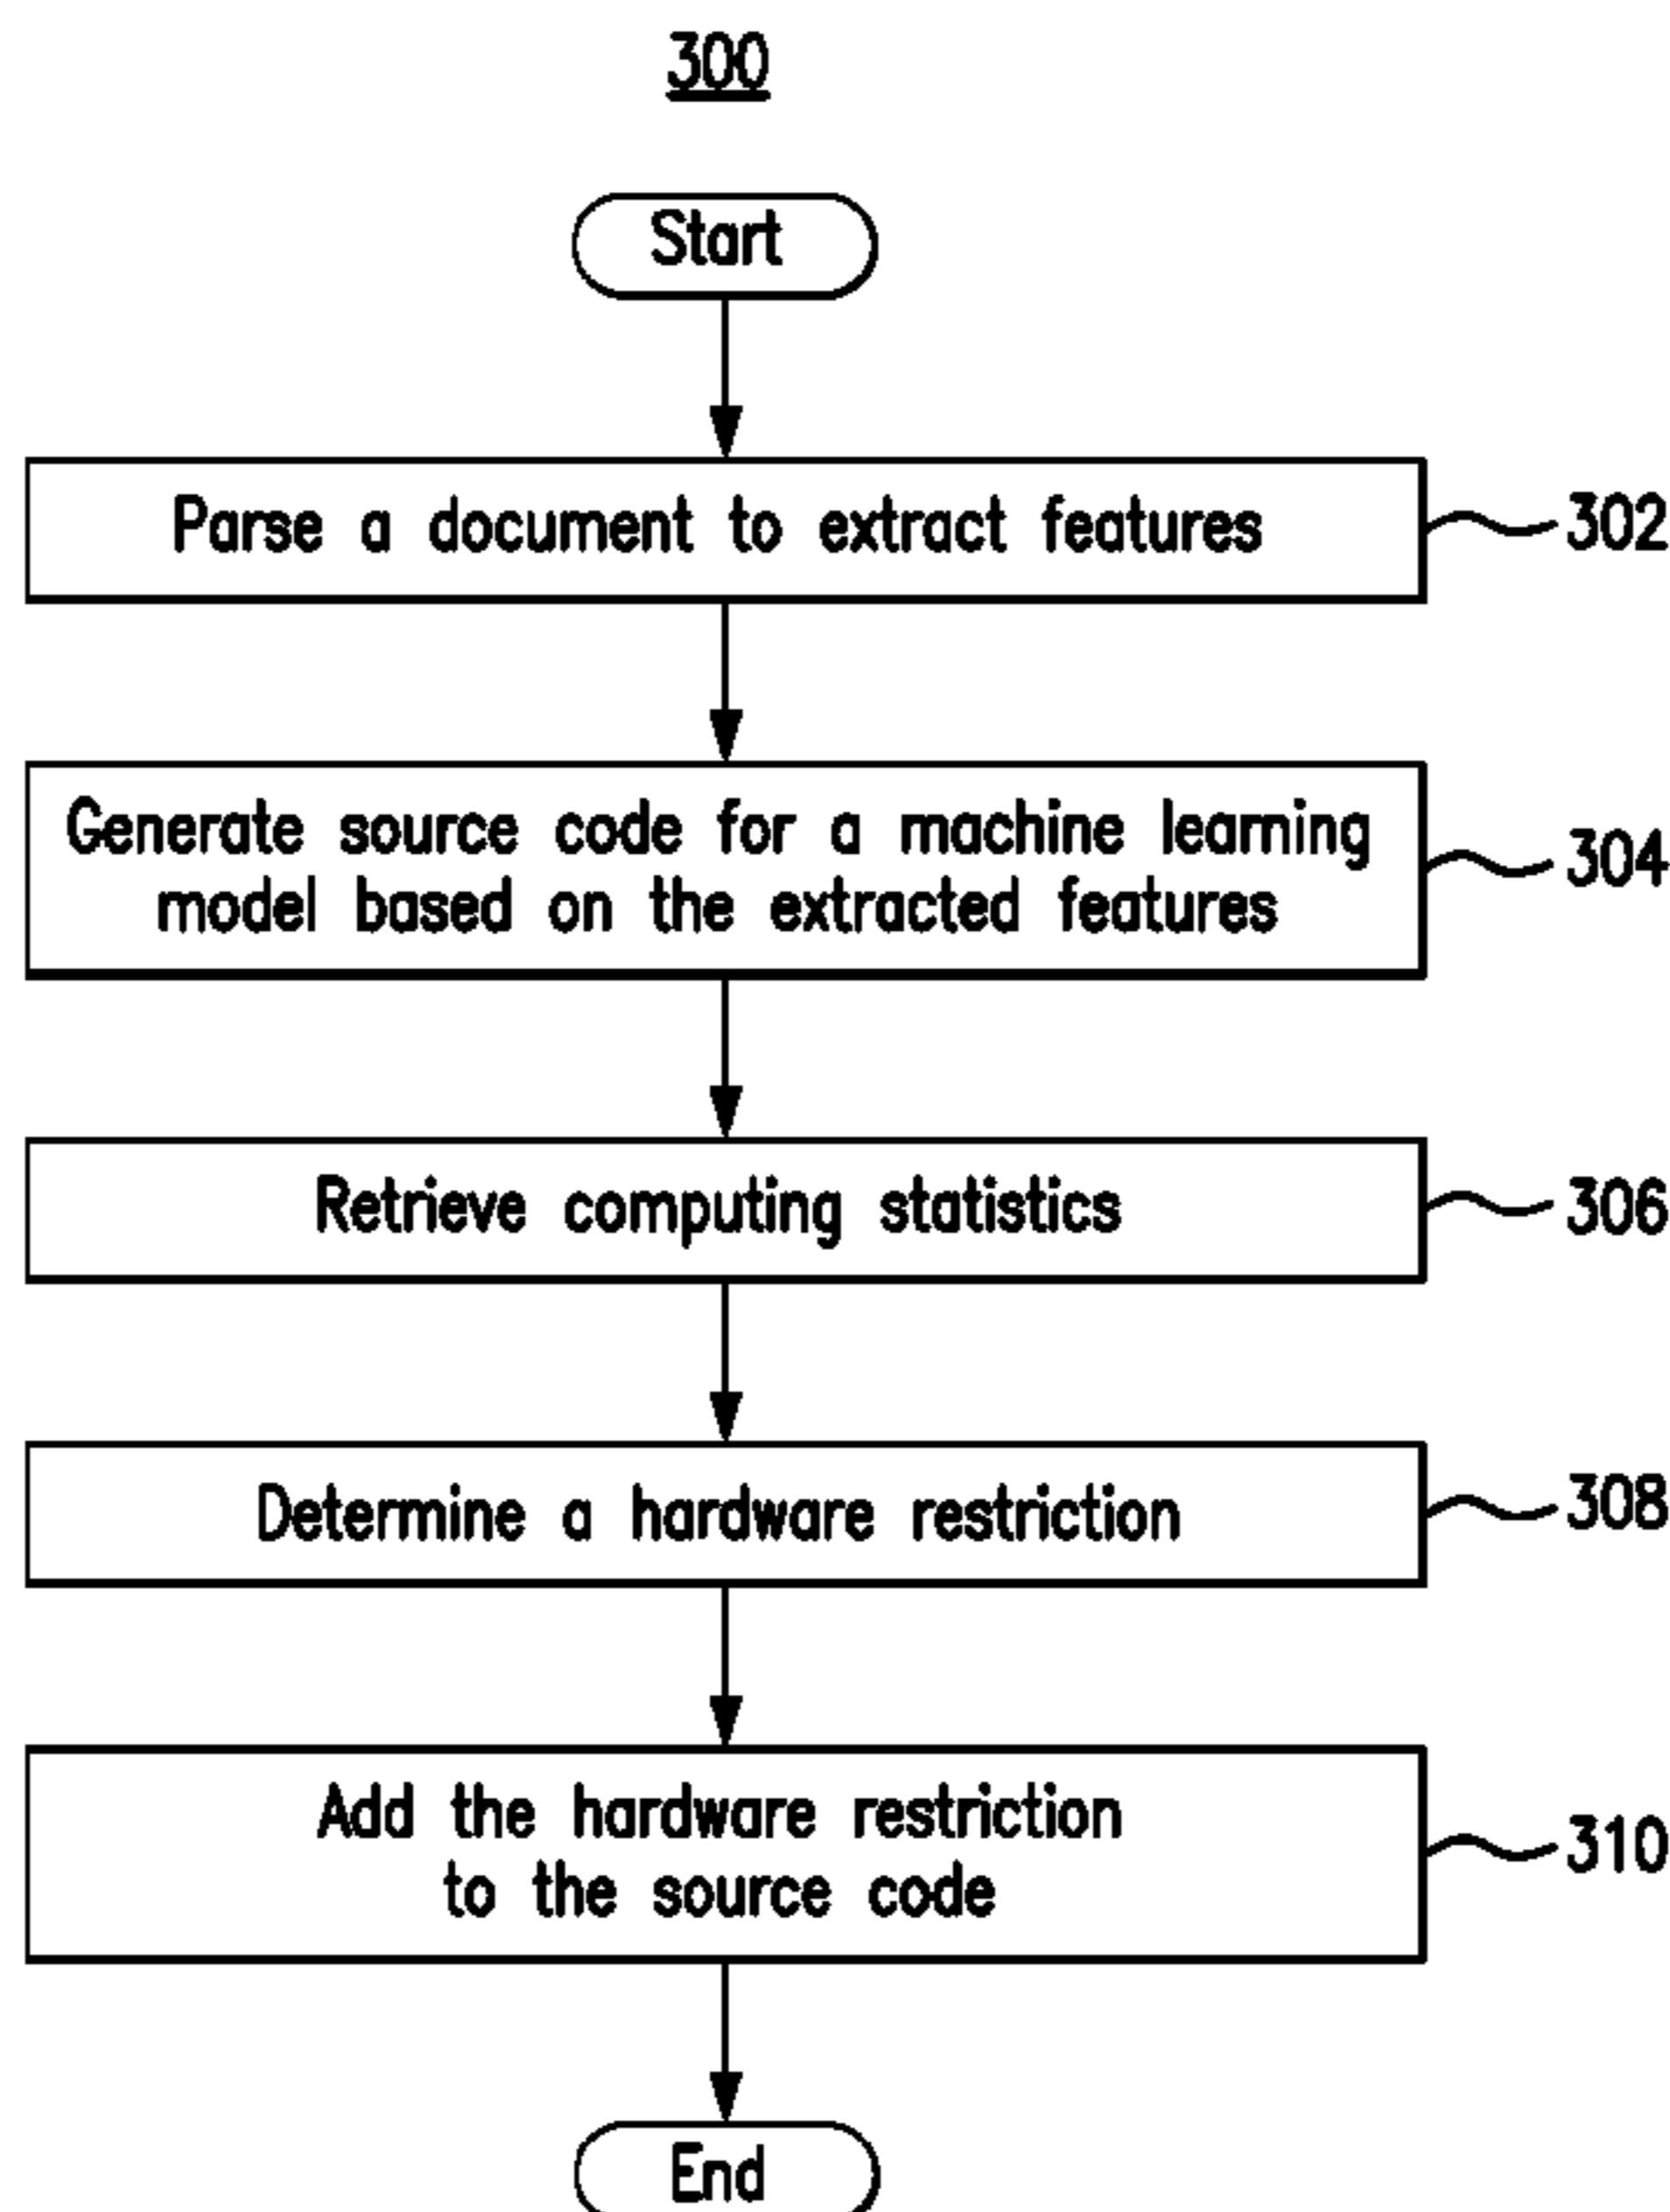 300
Start
Parse a document to extract features
302
Generate source code for a machine learning
model based on the extracted features
304
Retrieve computing statistics
306
Determine a hardware restriction
308
Add the hardware restriction
to the source code
310
End